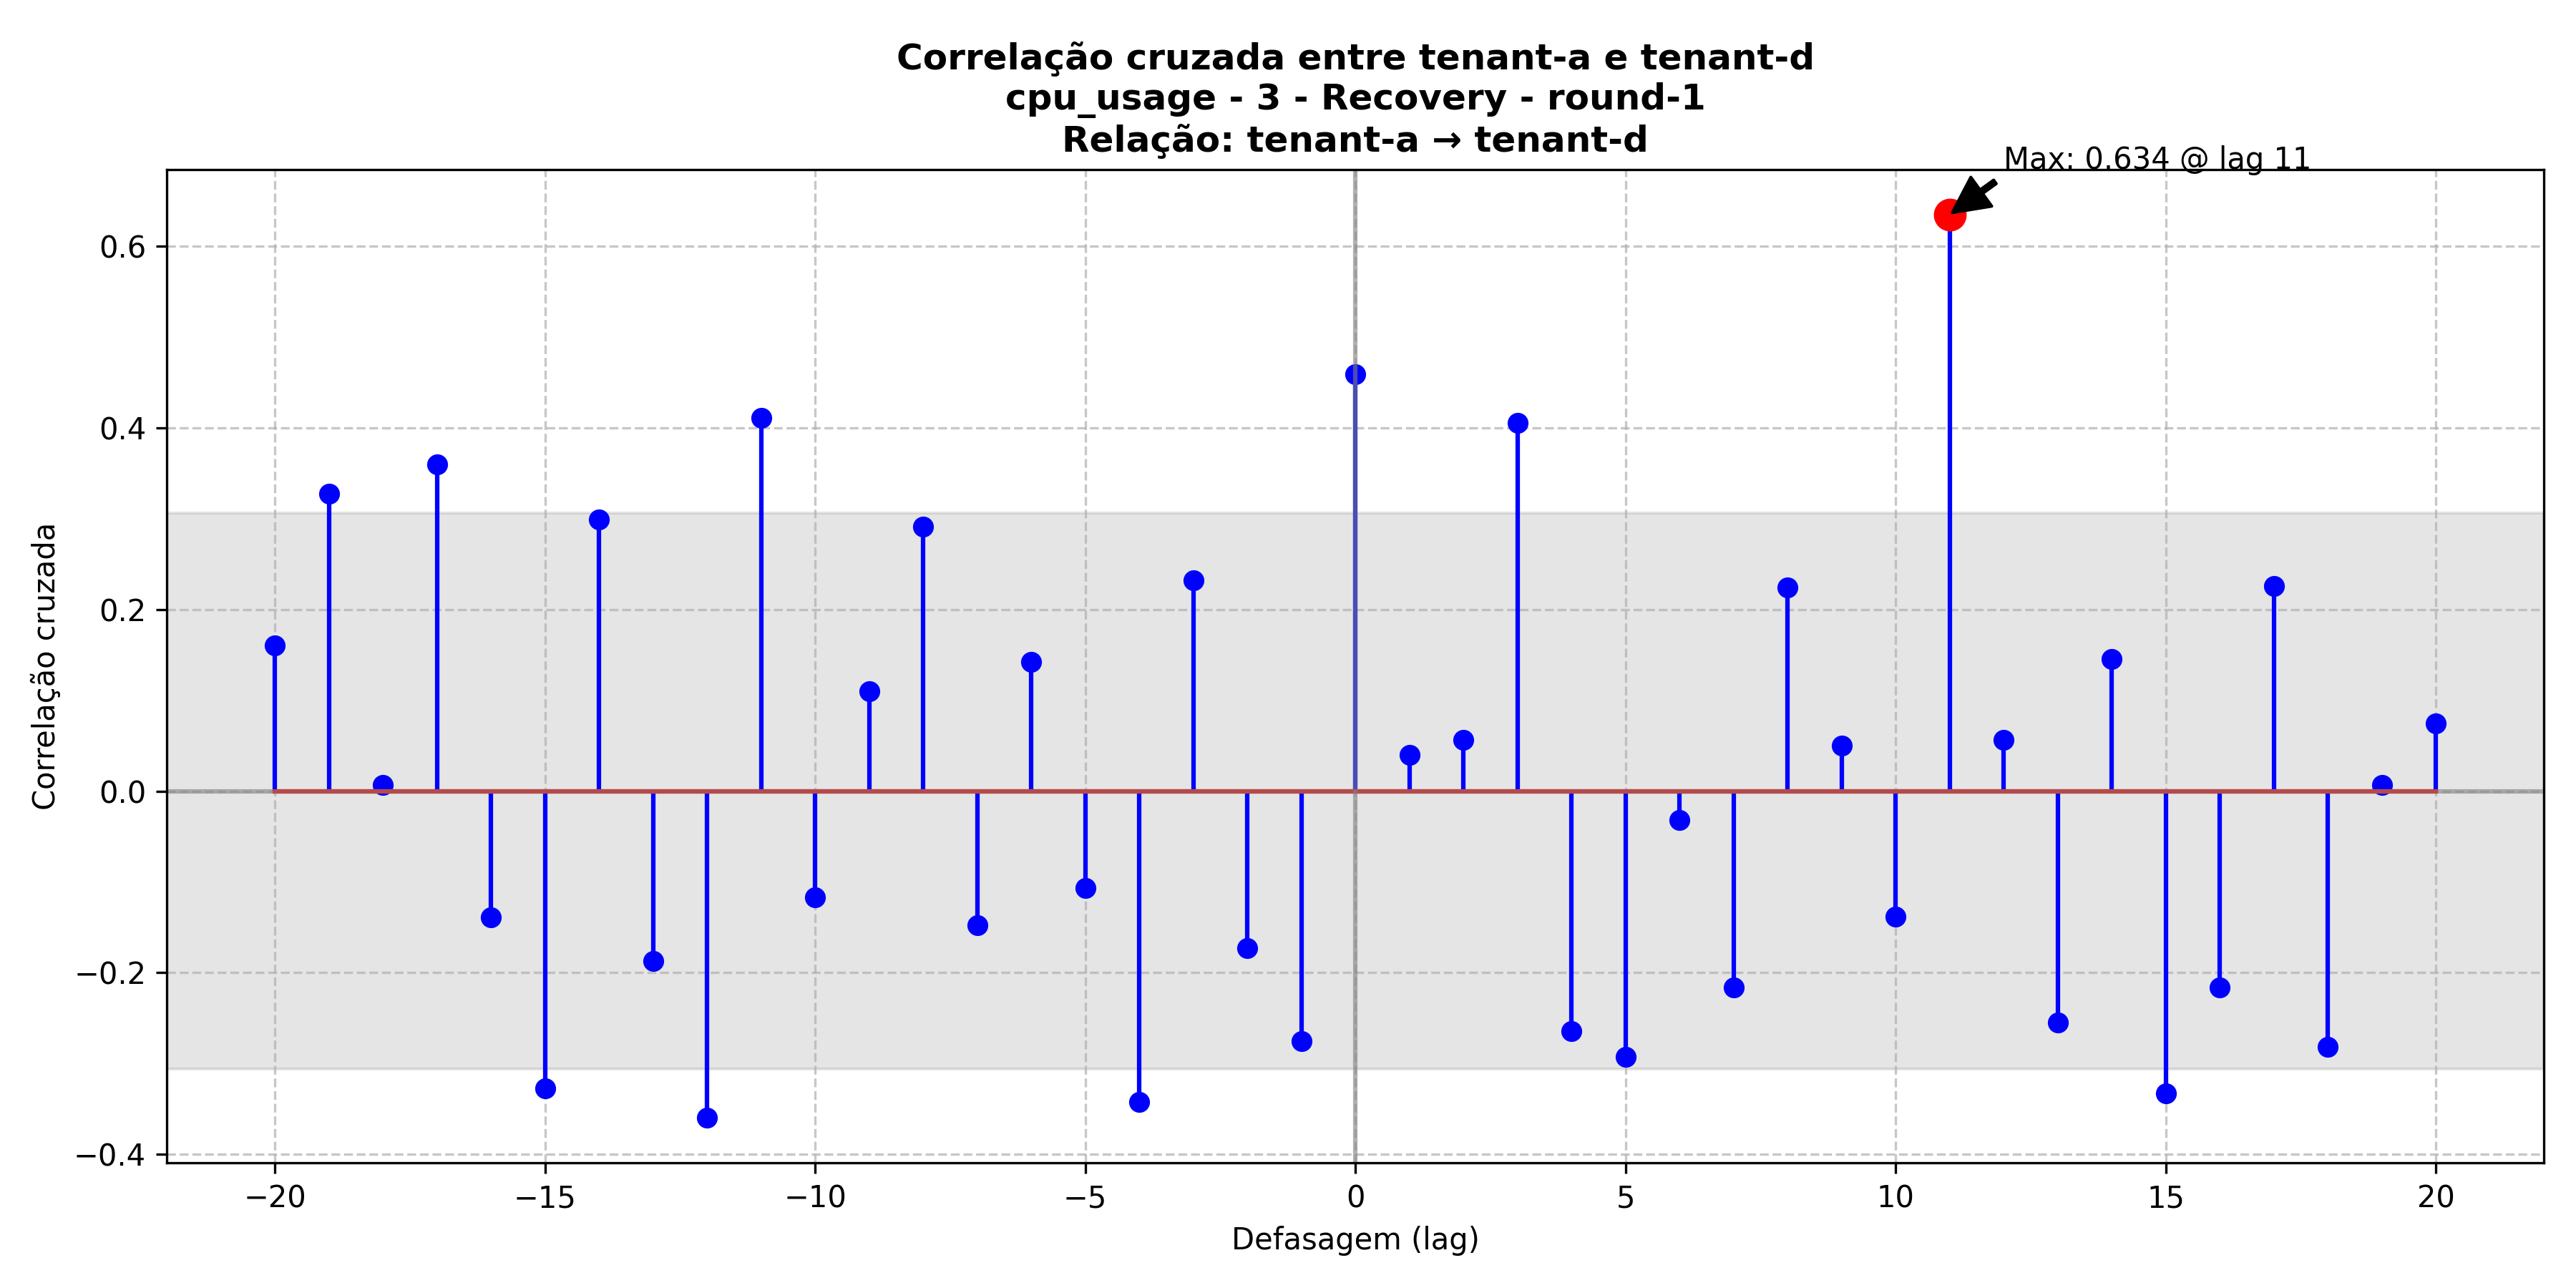 Correlação cruzada entre tenant-a e tenant-d
cpu_usage - 3 - Recovery - round-1
Relação: tenant-a → tenant-d
Max: 0.634 @ lag 11
0.6
0.4
0.2
0.0
−0.2
−0.4
Correlação cruzada
−20 −15 −10 −5 0 5 10 15 20
Defasagem (lag)